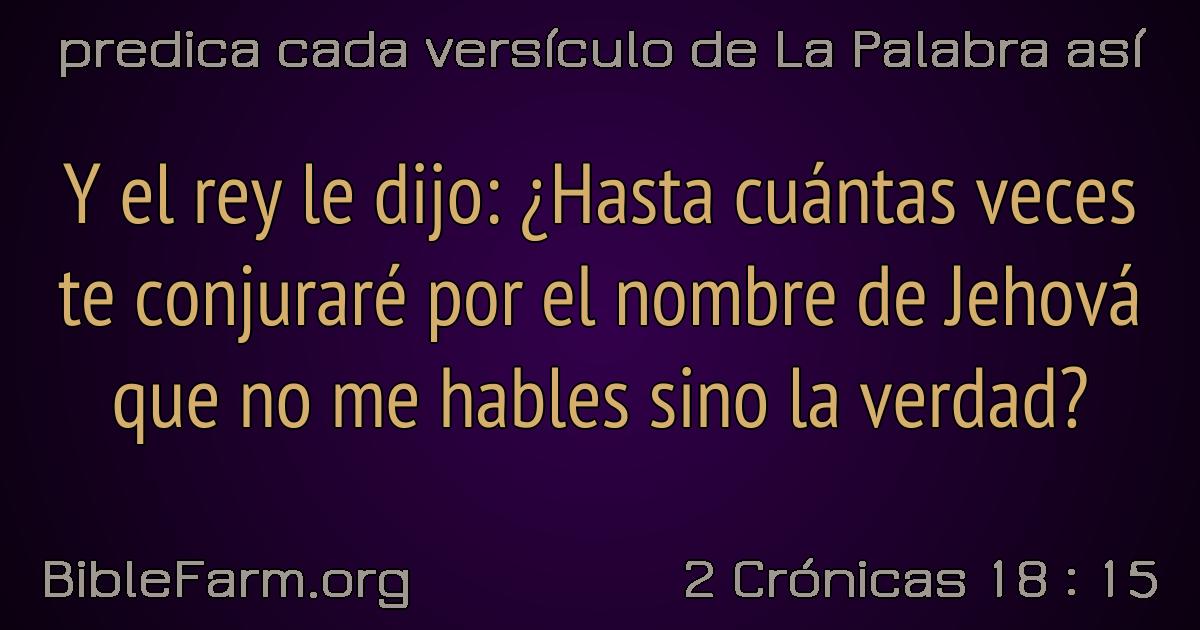 predica cada versículo de La Palabra así
Y el rey le dijo: ¿Hasta cuántas veces
te conjuraré por el nombre de Jehová
que no me hables sino la verdad?
BibleFarm.org
2 Crónicas 18 : 15